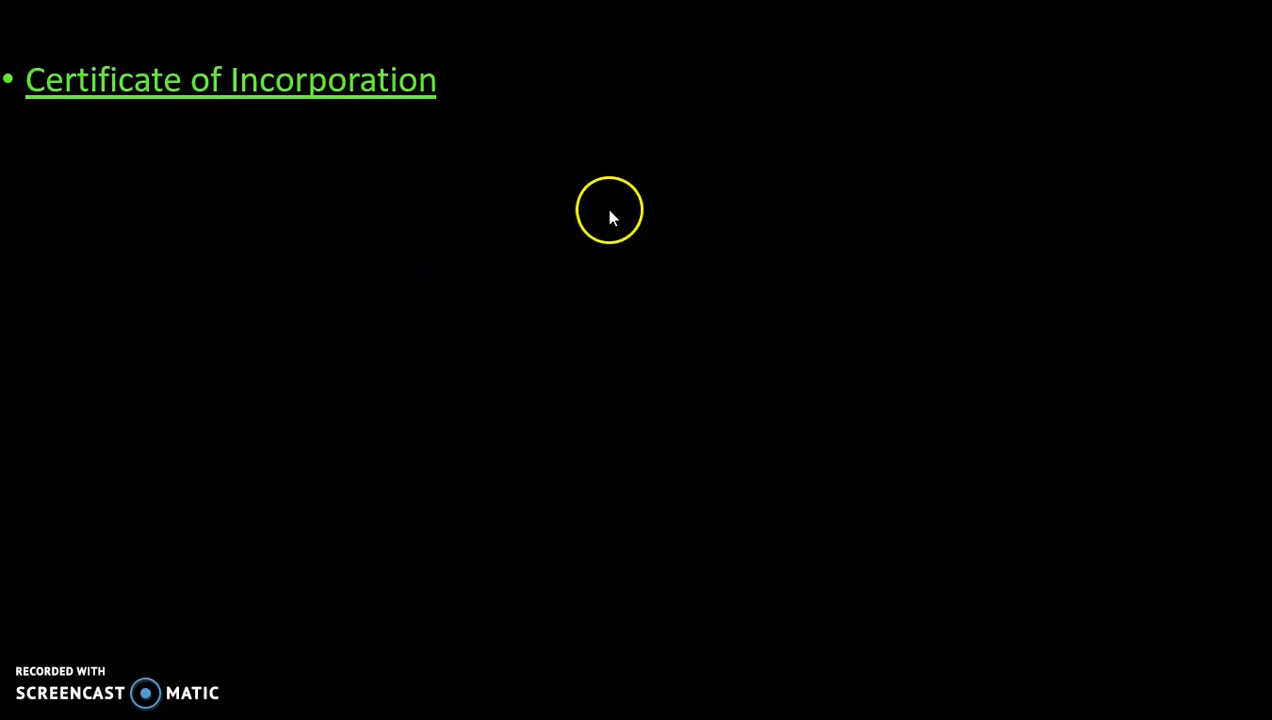 • Certificate of Incorporation
RECORDED WITH
SCREENCAST MATIC